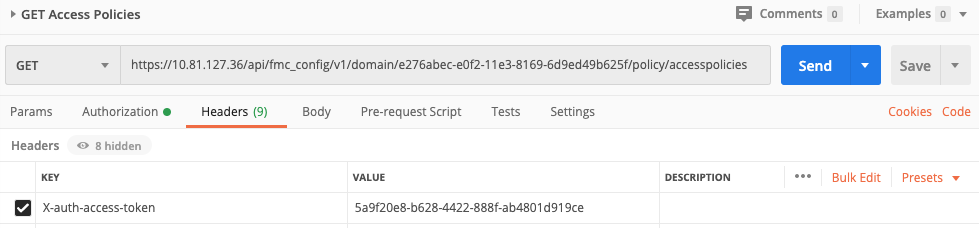 GET Access Policies Comments 0 Examples 0
GET https://10.81.127.36/api/fmc_config/v1/domain/e276abec-e0f2-11e3-8169-6d9ed49b625f/policy/accesspolicies Send Save
Params Authorization Headers (9) Body Pre-request Script Tests Settings Cookies Code
Headers 8 hidden
KEY VALUE DESCRIPTION ••• Bulk Edit Presets
X-auth-access-token 5a9f20e8-b628-4422-888f-ab4801d919ce